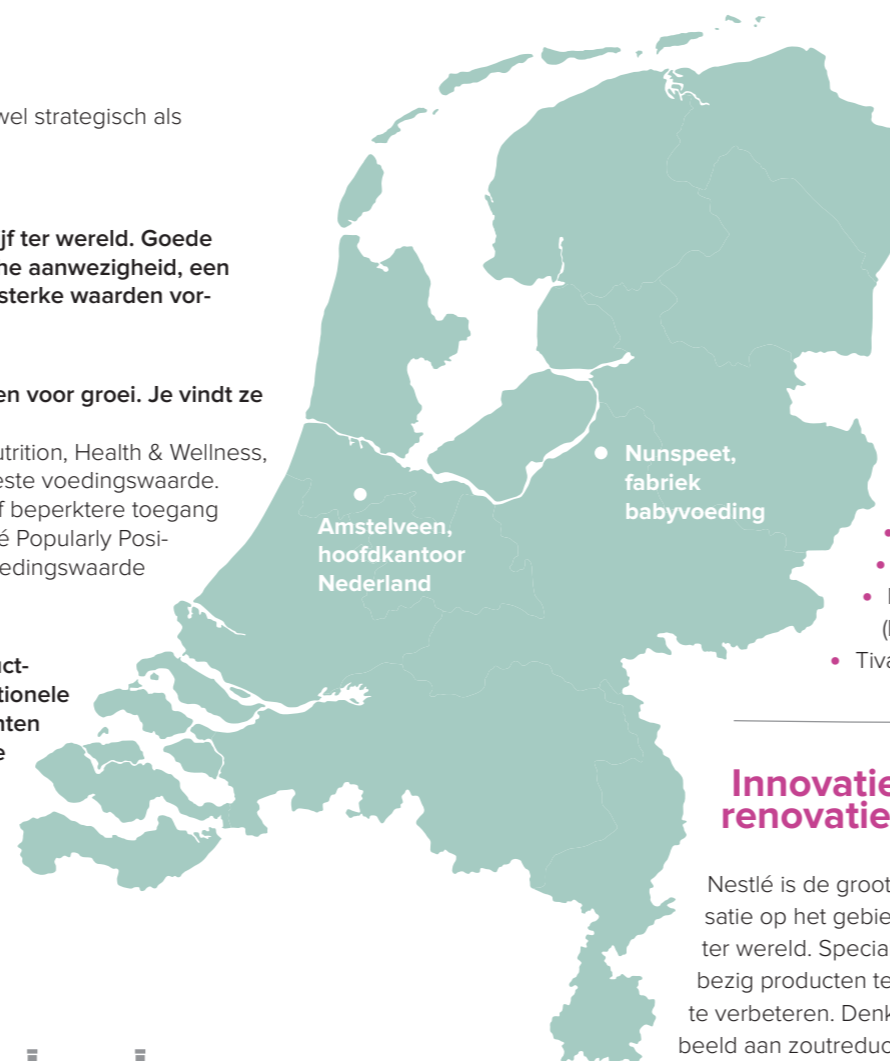 wel strategisch als
jf ter wereld. Goede
ne aanwezigheid, een
sterke waarden vor-
en voor groei. Je vindt ze
utrition, Health & Wellness,
este voedingswaarde.
f beperktere toegang
é Popularly Posi-
edingswaarde
uct-
tionele
nten
e
Amstelveen,
hoofdkantoor
Nederland
Nunspeet,
fabriek
babyvoeding
•
•
•
• Tiva
Innovatie
renovatie
Nestlé is de groot
satie op het gebie
ter wereld. Specia
bezig producten te
te verbeteren. Denk
beeld aan zoutreduc